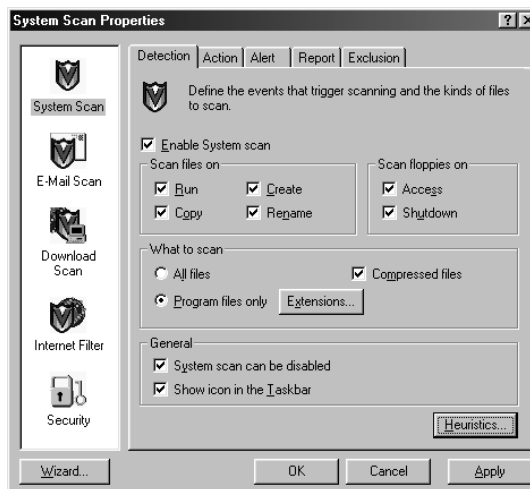 System Scan Properties
? ×
System Scan
E-Mail Scan
Download
Scan
Internet Filter
Security
Detection Action Alert Report Exclusion
Define the events that trigger scanning and the kinds of files
to scan.
Enable System scan
Scan files on
Run Create
Copy Rename
Scan floppies on
Access
Shutdown
What to scan
All files Compressed files
Program files only Extensions...
General
System scan can be disabled
Show icon in the Taskbar
Heuristics...
Wizard... OK Cancel Apply